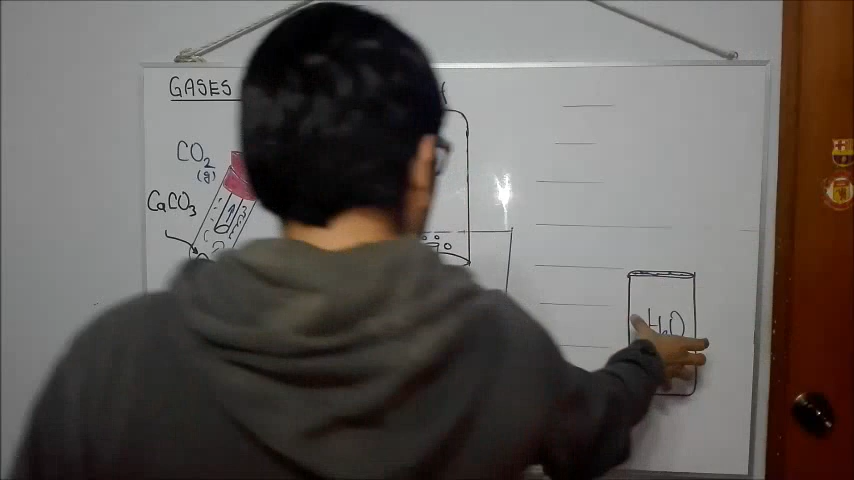 GASES
CO₂
(g)
CaCO₃
H₂O